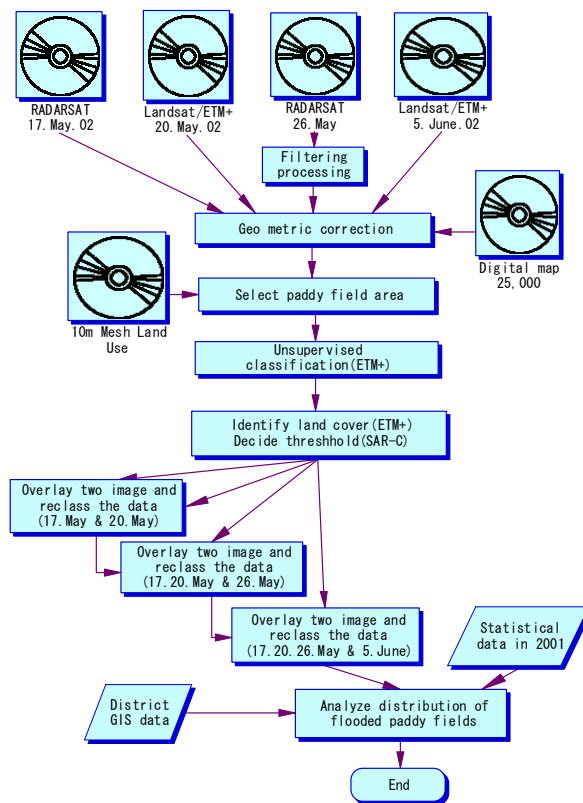 RADARSAT
17.May.02
Landsat/ETM+
20.May.02
RADARSAT
26.May
Landsat/ETM+
5.June.02
Filtering
processing
Geo metric correction
Digital map
25,000
Select paddy field area
10m Mesh Land
Use
Unsupervised
classification(ETM+)
Identify land cover(ETM+)
Decide threshhold(SAR-C)
Overlay two image and
reclass the data
(17.May & 20.May)
Overlay two image and
reclass the data
(17.20.May & 26.May)
Overlay two image and
reclass the data
(17.20.26.May & 5.June)
Statistical
data in 2001
District
GIS data
Analyze distribution of
flooded paddy fields
End